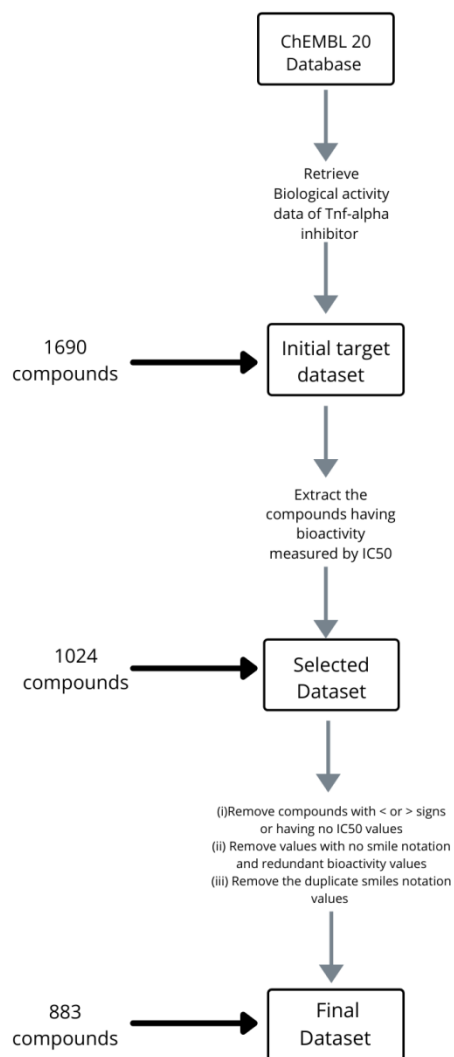 ChEMBL 20
Database
Retrieve
Biological activity
data of Tnf-alpha
inhibitor
1690
compounds
Initial target
dataset
Extract the
compounds having
bioactivity
measured by IC50
1024
compounds
Selected
Dataset
(i)Remove compounds with < or > signs
or having no IC50 values
(ii) Remove values with no smile notation
and redundant bioactivity values
(iii) Remove the duplicate smiles notation
values
883
compounds
Final
Dataset